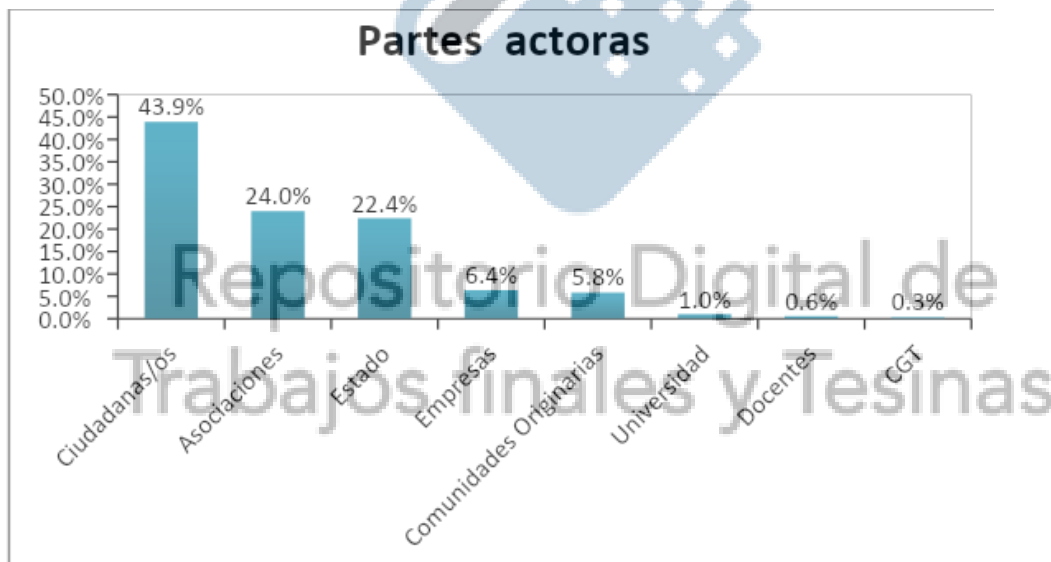 Partes actoras
50.0%
45.0%
40.0%
35.0%
30.0%
25.0%
20.0%
15.0%
10.0%
5.0%
0.0%
43.9%
24.0%
22.4%
6.4%
5.8%
1.0%
0.6%
0.3%
Ciudadanas/os
Asociaciones
Estado
Empresas
Comunidades Originarias
Universidad
Docentes
CGT
Repositorio Digital de
Trabajos finales y Tesinas